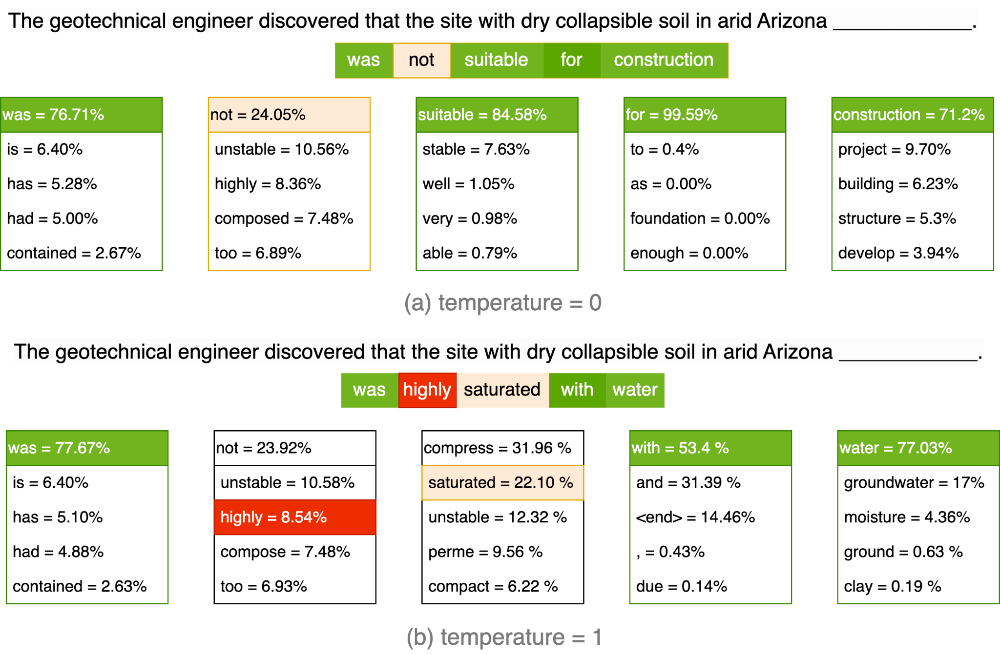 The geotechnical engineer discovered that the site with dry collapsible soil in arid Arizona ____________.
was not suitable for construction
was = 76.71%
is = 6.40%
has = 5.28%
had = 5.00%
contained = 2.67%
not = 24.05%
unstable = 10.56%
highly = 8.36%
composed = 7.48%
too = 6.89%
suitable = 84.58%
stable = 7.63%
well = 1.05%
very = 0.98%
able = 0.79%
for = 99.59%
to = 0.4%
as = 0.00%
foundation = 0.00%
enough = 0.00%
construction = 71.2%
project = 9.70%
building = 6.23%
structure = 5.3%
develop = 3.94%
(a) temperature = 0
The geotechnical engineer discovered that the site with dry collapsible soil in arid Arizona ____________.
was highly saturated with water
was = 77.67%
is = 6.40%
has = 5.10%
had = 4.88%
contained = 2.63%
not = 23.92%
unstable = 10.58%
highly = 8.54%
compose = 7.48%
too = 6.93%
compress = 31.96 %
saturated = 22.10 %
unstable = 12.32 %
perme = 9.56 %
compact = 6.22 %
with = 53.4 %
and = 31.39 %
<end> = 14.46%
, = 0.43%
due = 0.14%
water = 77.03%
groundwater = 17%
moisture = 4.36%
ground = 0.63 %
clay = 0.19 %
(b) temperature = 1